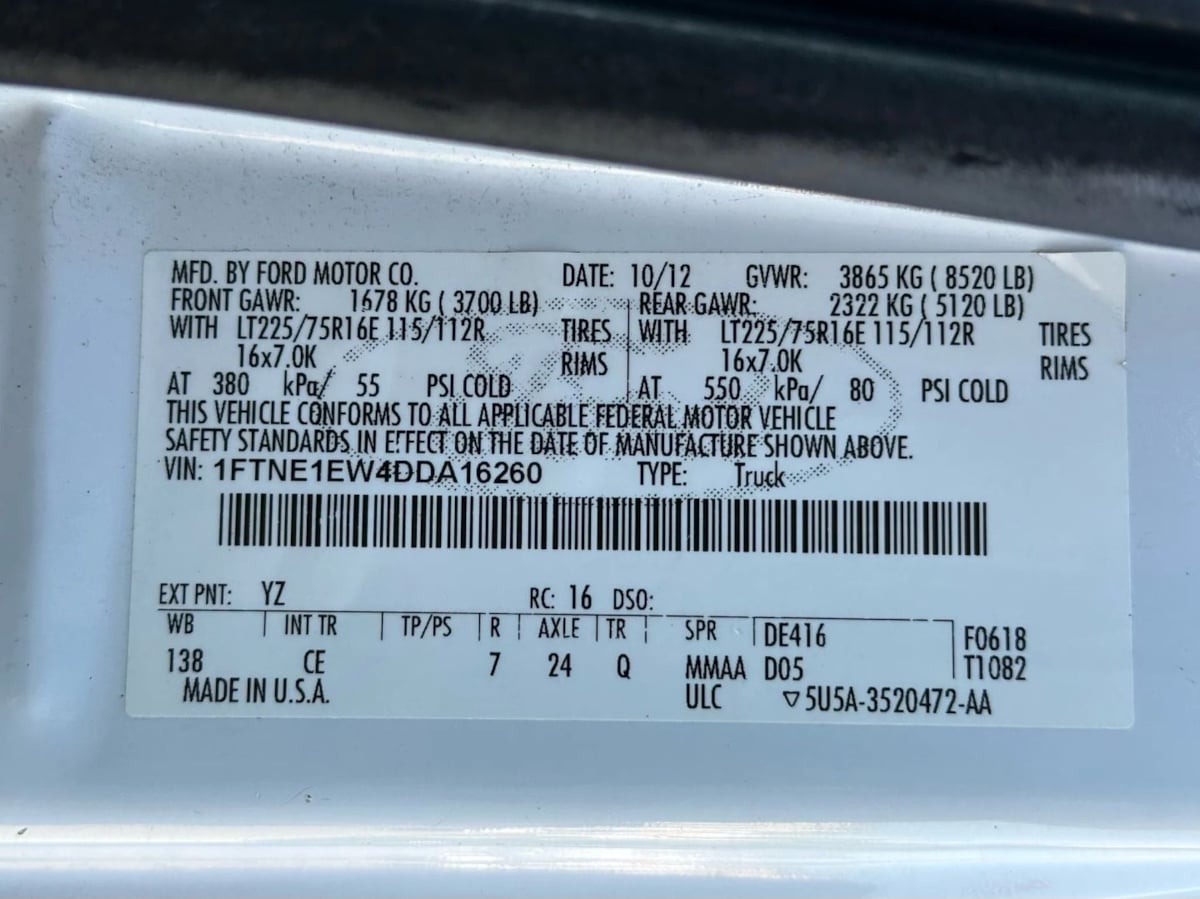 MFD. BY FORD MOTOR CO. DATE: 10/12 GVWR: 3865 KG ( 8520 LB)
FRONT GAWR: 1678 KG ( 3700 LB) REAR GAWR: 2322 KG ( 5120 LB)
WITH LT225/75R16E 115/112R TIRES WITH LT225/75R16E 115/112R TIRES
16x7.0K RIMS 16x7.0K RIMS
AT 380 kPa/ 55 PSI COLD AT 550 kPa/ 80 PSI COLD
THIS VEHICLE CONFORMS TO ALL APPLICABLE FEDERAL MOTOR VEHICLE
SAFETY STANDARDS IN EFFECT ON THE DATE OF MANUFACTURE SHOWN ABOVE.
VIN: 1FTNE1EW4DDA16260 TYPE: Truck
EXT PNT: YZ RC: 16 DSO:
WB INT TR TP/PS R AXLE TR SPR DE416 F0618
138 CE 7 24 Q MMAA D05 T1082
MADE IN U.S.A. ULC ▽5U5A-3520472-AA